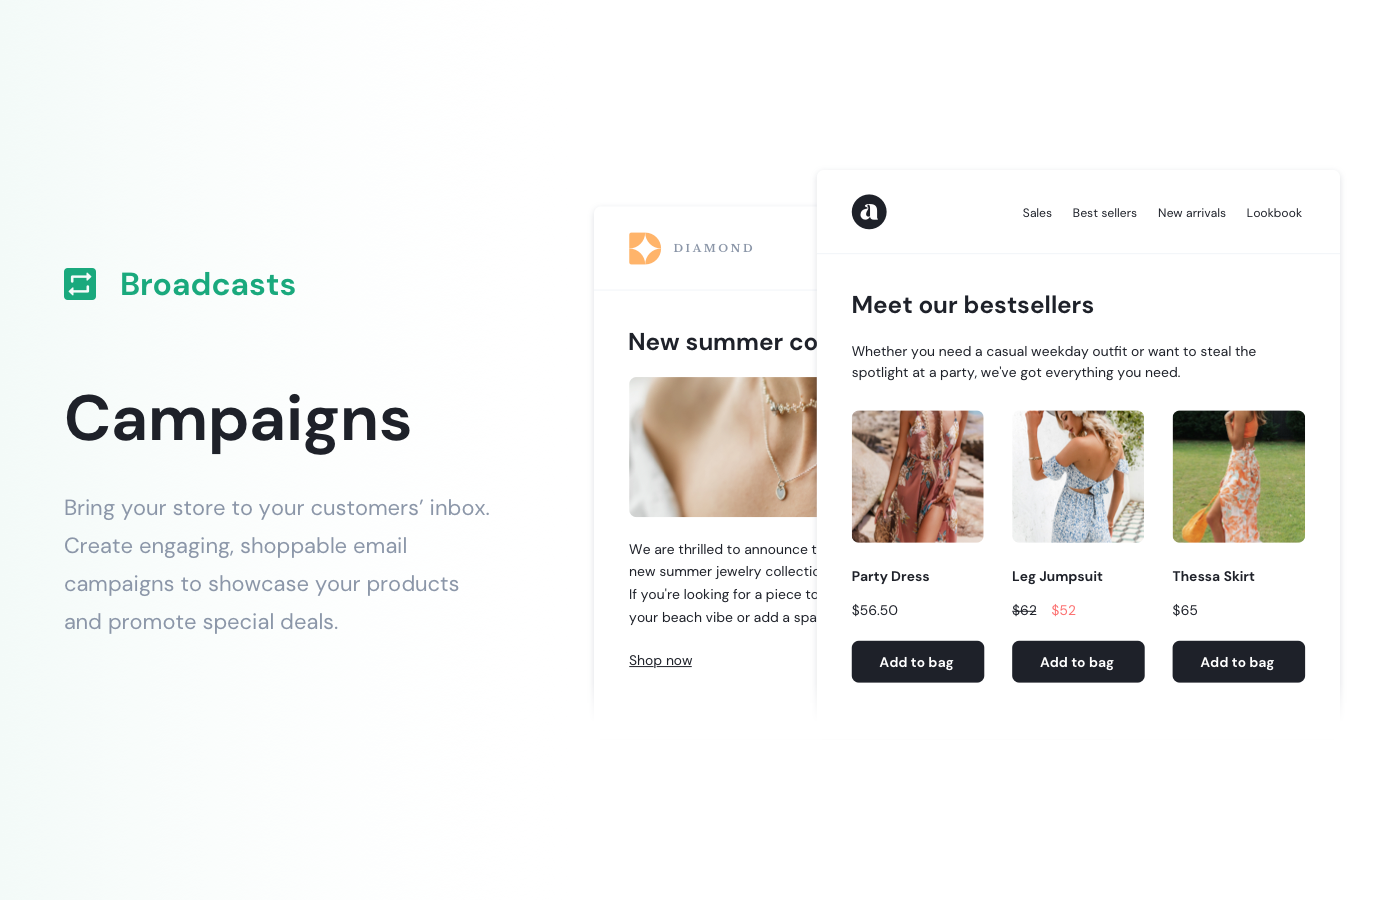 Broadcasts
Campaigns
Bring your store to your customers’ inbox.
Create engaging, shoppable email
campaigns to showcase your products
and promote special deals.
DIAMOND
New summer co
We are thrilled to announce t
new summer jewelry collectio
If you're looking for a piece to
your beach vibe or add a spa
Shop now
a
Sales Best sellers New arrivals Lookbook
Meet our bestsellers
Whether you need a casual weekday outfit or want to steal the
spotlight at a party, we've got everything you need.
Party Dress Leg Jumpsuit Thessa Skirt
$56.50 $62 $52 $65
Add to bag Add to bag Add to bag